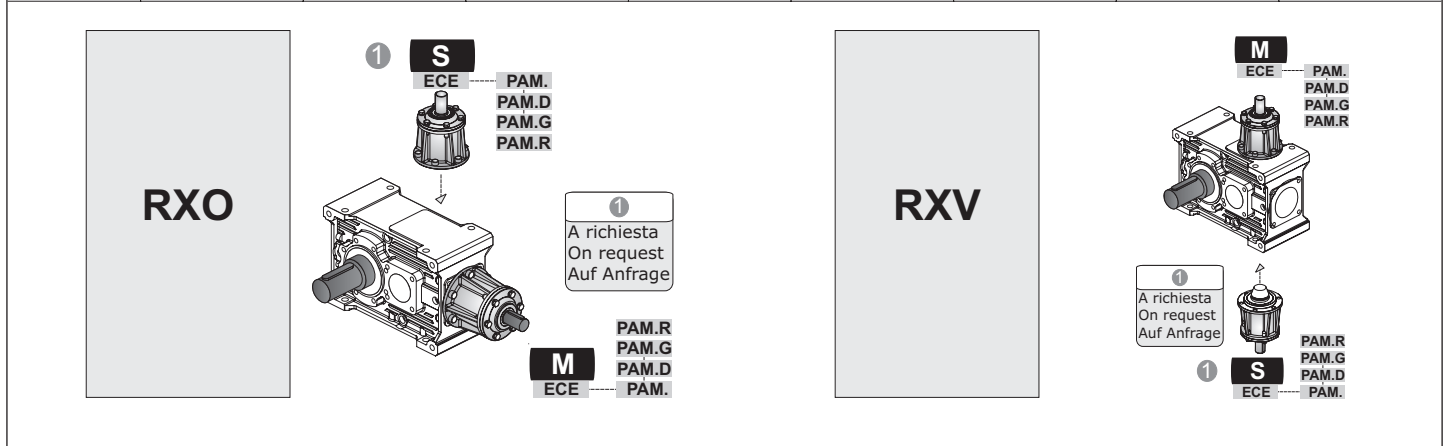 RXO
1
S
ECE
PAM.
PAM.D
PAM.G
PAM.R
1
A richiesta
On request
Auf Anfrage
PAM.R
PAM.G
PAM.D
M
ECE
PAM.
RXV
M
ECE
PAM.
PAM.D
PAM.G
PAM.R
1
A richiesta
On request
Auf Anfrage
PAM.R
PAM.G
PAM.D
1
S
ECE
PAM.